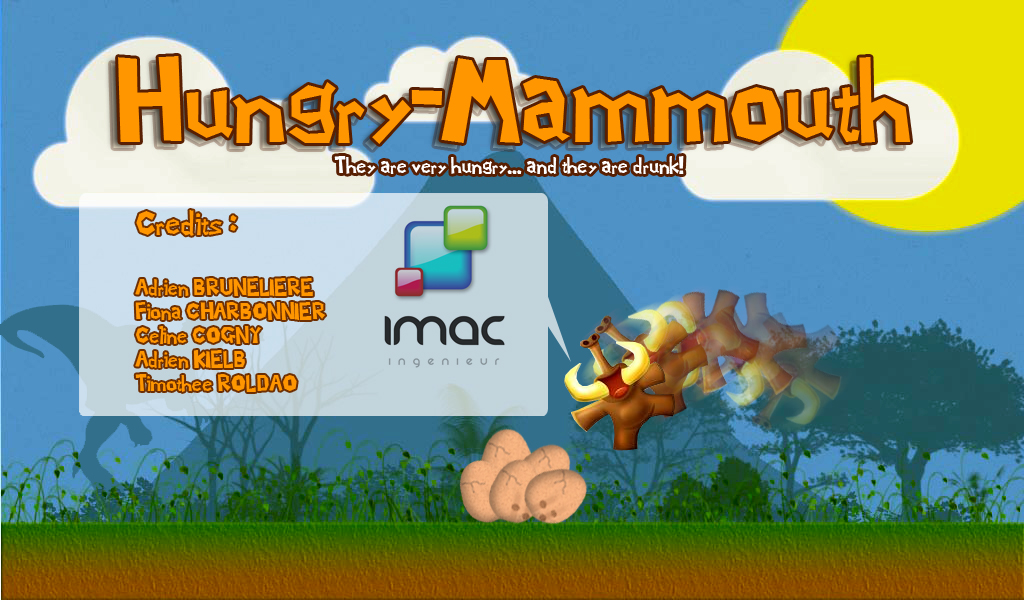 Hungry-Mammouth
They are very hungry... and they are drunk!
Credits :
Adrien BRUNELIERE
Fiona CHARBONNIER
Celine COGNY
Adrien KIELB
Timothee ROLDAO
imac
ingenieur